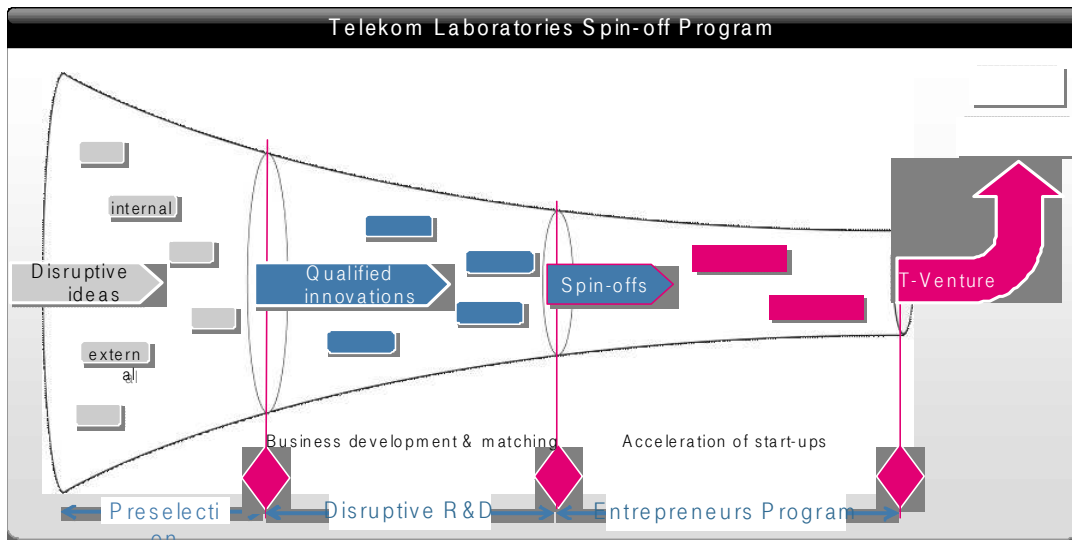 Telekom Laboratories Spin-off Program
internal
Disruptive
ideas
Qualified
innovations
Spin-offs
T-Venture
extern
al
Business development & matching
Acceleration of start-ups
Preselecti
on
Disruptive R&D
Entrepreneurs Program